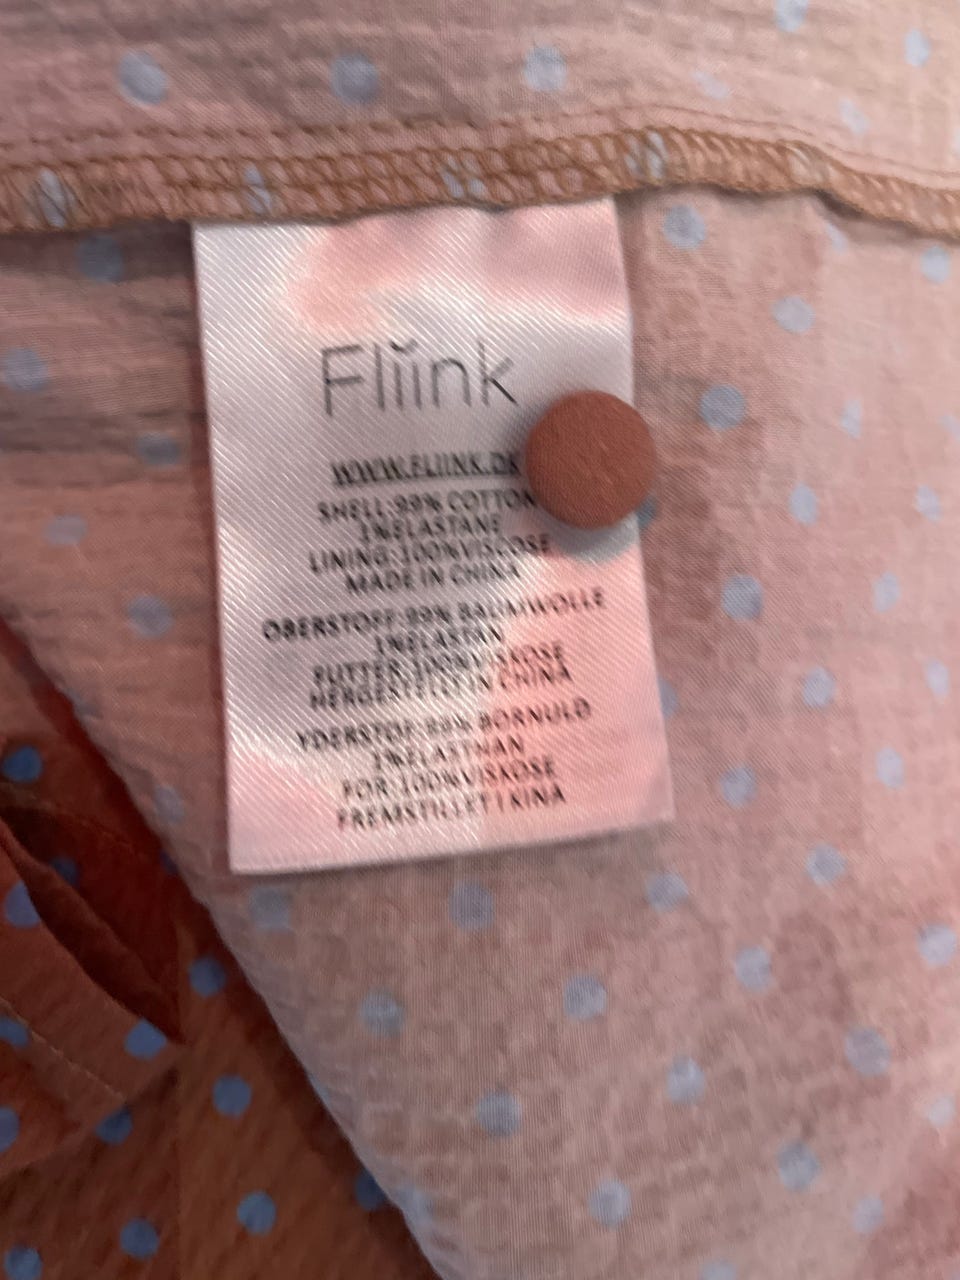 Fliink
WWW.FLIINK.DK
SHELL:99% COTTON
1%ELASTANE
LINING:100%VISCOSE
MADE IN CHINA
OBERSTOFF:99% BAUMWOLLE
1%ELASTAN
FUTTER:100%VISKOSE
HERGESTELLT IN CHINA
YDERSTOF:99% BORNULD
1%ELASTHAN
FOR:100%VISKOSE
FREMSTILLET I KINA